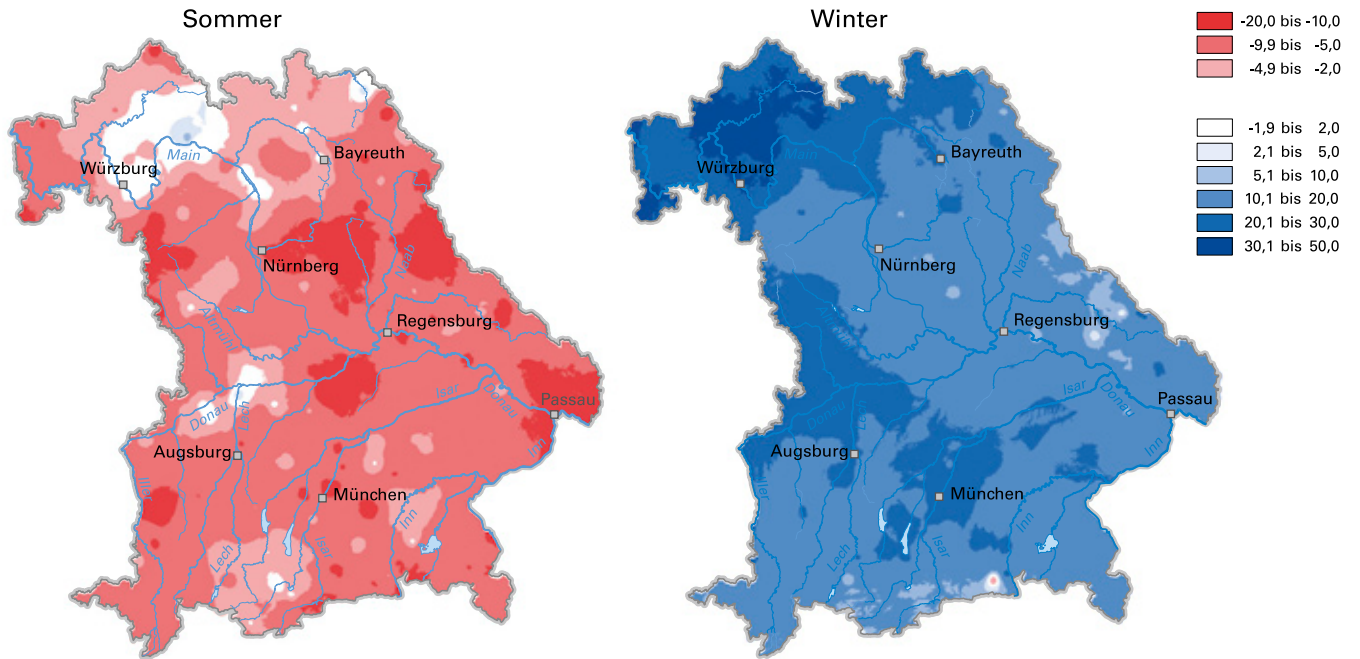 Sommer
Main
Würzburg
Bayreuth
Nürnberg
Naab
Altmühl
Regensburg
Isar
Donau
Passau
Donau
Lech
Augsburg
Inn
Iller
München
Inn
Lech
Isar
Winter
Main
Würzburg
Bayreuth
Nürnberg
Naab
Regensburg
Isar
Donau
Passau
Donau
Augsburg
Inn
Iller
München
Inn
Isar
Lech
-20,0 bis -10,0
-9,9 bis -5,0
-4,9 bis -2,0
-1,9 bis 2,0
2,1 bis 5,0
5,1 bis 10,0
10,1 bis 20,0
20,1 bis 30,0
30,1 bis 50,0